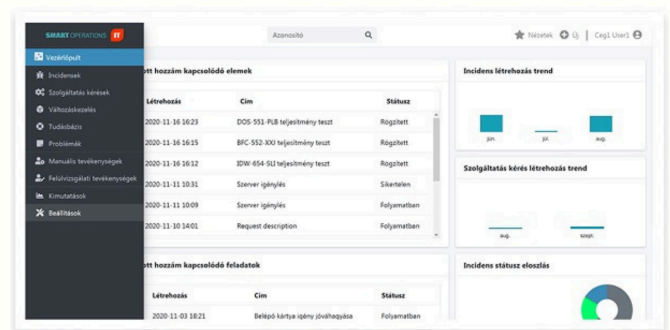 SMART OPERATIONS IT
Azonosító
Nézetek Új | Ceg1 User1
Vezérlőpult
Incidensek
Szolgáltatás kérések
Változáskezelés
Tudásbázis
Problémák
Manuális tevékenységek
Felülvizsgálati tevékenységek
Kimutatások
Beállítások
ott hozzám kapcsolódó elemek
Létrehozás Cím Státusz
2020-11-16 16:23 DOS-551-PLB teljesítmény teszt Rögzített
2020-11-16 16:15 BFC-552-XXJ teljesítmény teszt Rögzített
2020-11-16 16:12 IDW-654-SLJ teljesítmény teszt Rögzített
2020-11-11 10:31 Szerver igénylés Sikertelen
2020-11-11 10:09 Szerver igénylés Folyamatban
2020-11-10 14:01 Request description Folyamatban
ott hozzám kapcsolódó feladatok
Létrehozás Cím Státusz
2020-11-03 18:21 Belépő kártya igény jóváhagyása Folyamatban
Incidens létrehozás trend
jún. júl. aug.
Szolgáltatás kérés létrehozás trend
aug. szept.
Incidens státusz eloszlás